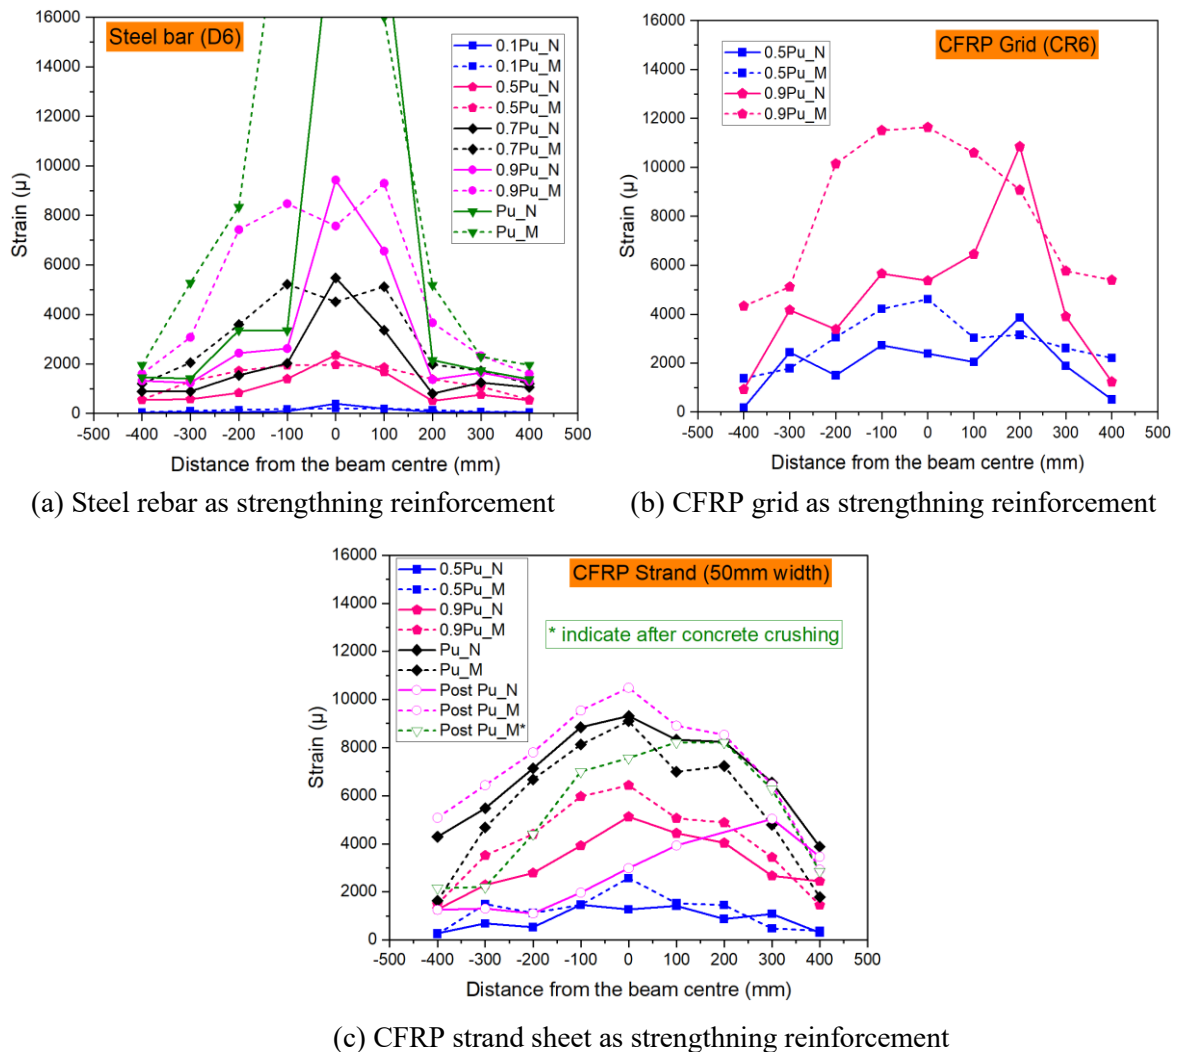 Steel bar (D6)
0.1Pu_N
0.1Pu_M
0.5Pu_N
0.5Pu_M
0.7Pu_N
0.7Pu_M
0.9Pu_N
0.9Pu_M
Pu_N
Pu_M
16000
14000
12000
10000
8000
6000
4000
2000
0
Strain (μ)
-500 -400 -300 -200 -100 0 100 200 300 400 500
Distance from the beam centre (mm)
(a) Steel rebar as strengthning reinforcement
CFRP Grid (CR6)
0.5Pu_N
0.5Pu_M
0.9Pu_N
0.9Pu_M
16000
14000
12000
10000
8000
6000
4000
2000
0
Strain (μ)
-500 -400 -300 -200 -100 0 100 200 300 400 500
Distance from the beam centre (mm)
(b) CFRP grid as strengthning reinforcement
CFRP Strand (50mm width)
* indicate after concrete crushing
0.5Pu_N
0.5Pu_M
0.9Pu_N
0.9Pu_M
Pu_N
Pu_M
Post Pu_N
Post Pu_M
Post Pu_M*
16000
14000
12000
10000
8000
6000
4000
2000
0
Strain (μ)
-500 -400 -300 -200 -100 0 100 200 300 400 500
Distance from the beam centre (mm)
(c) CFRP strand sheet as strengthning reinforcement